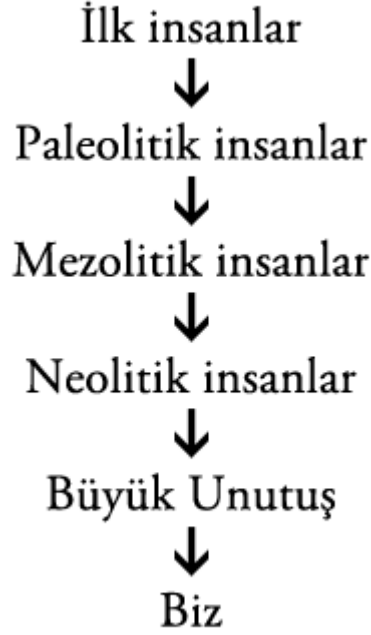 İlk insanlar
↓
Paleolitik insanlar
↓
Mezolitik insanlar
↓
Neolitik insanlar
↓
Büyük Unutuş
↓
Biz